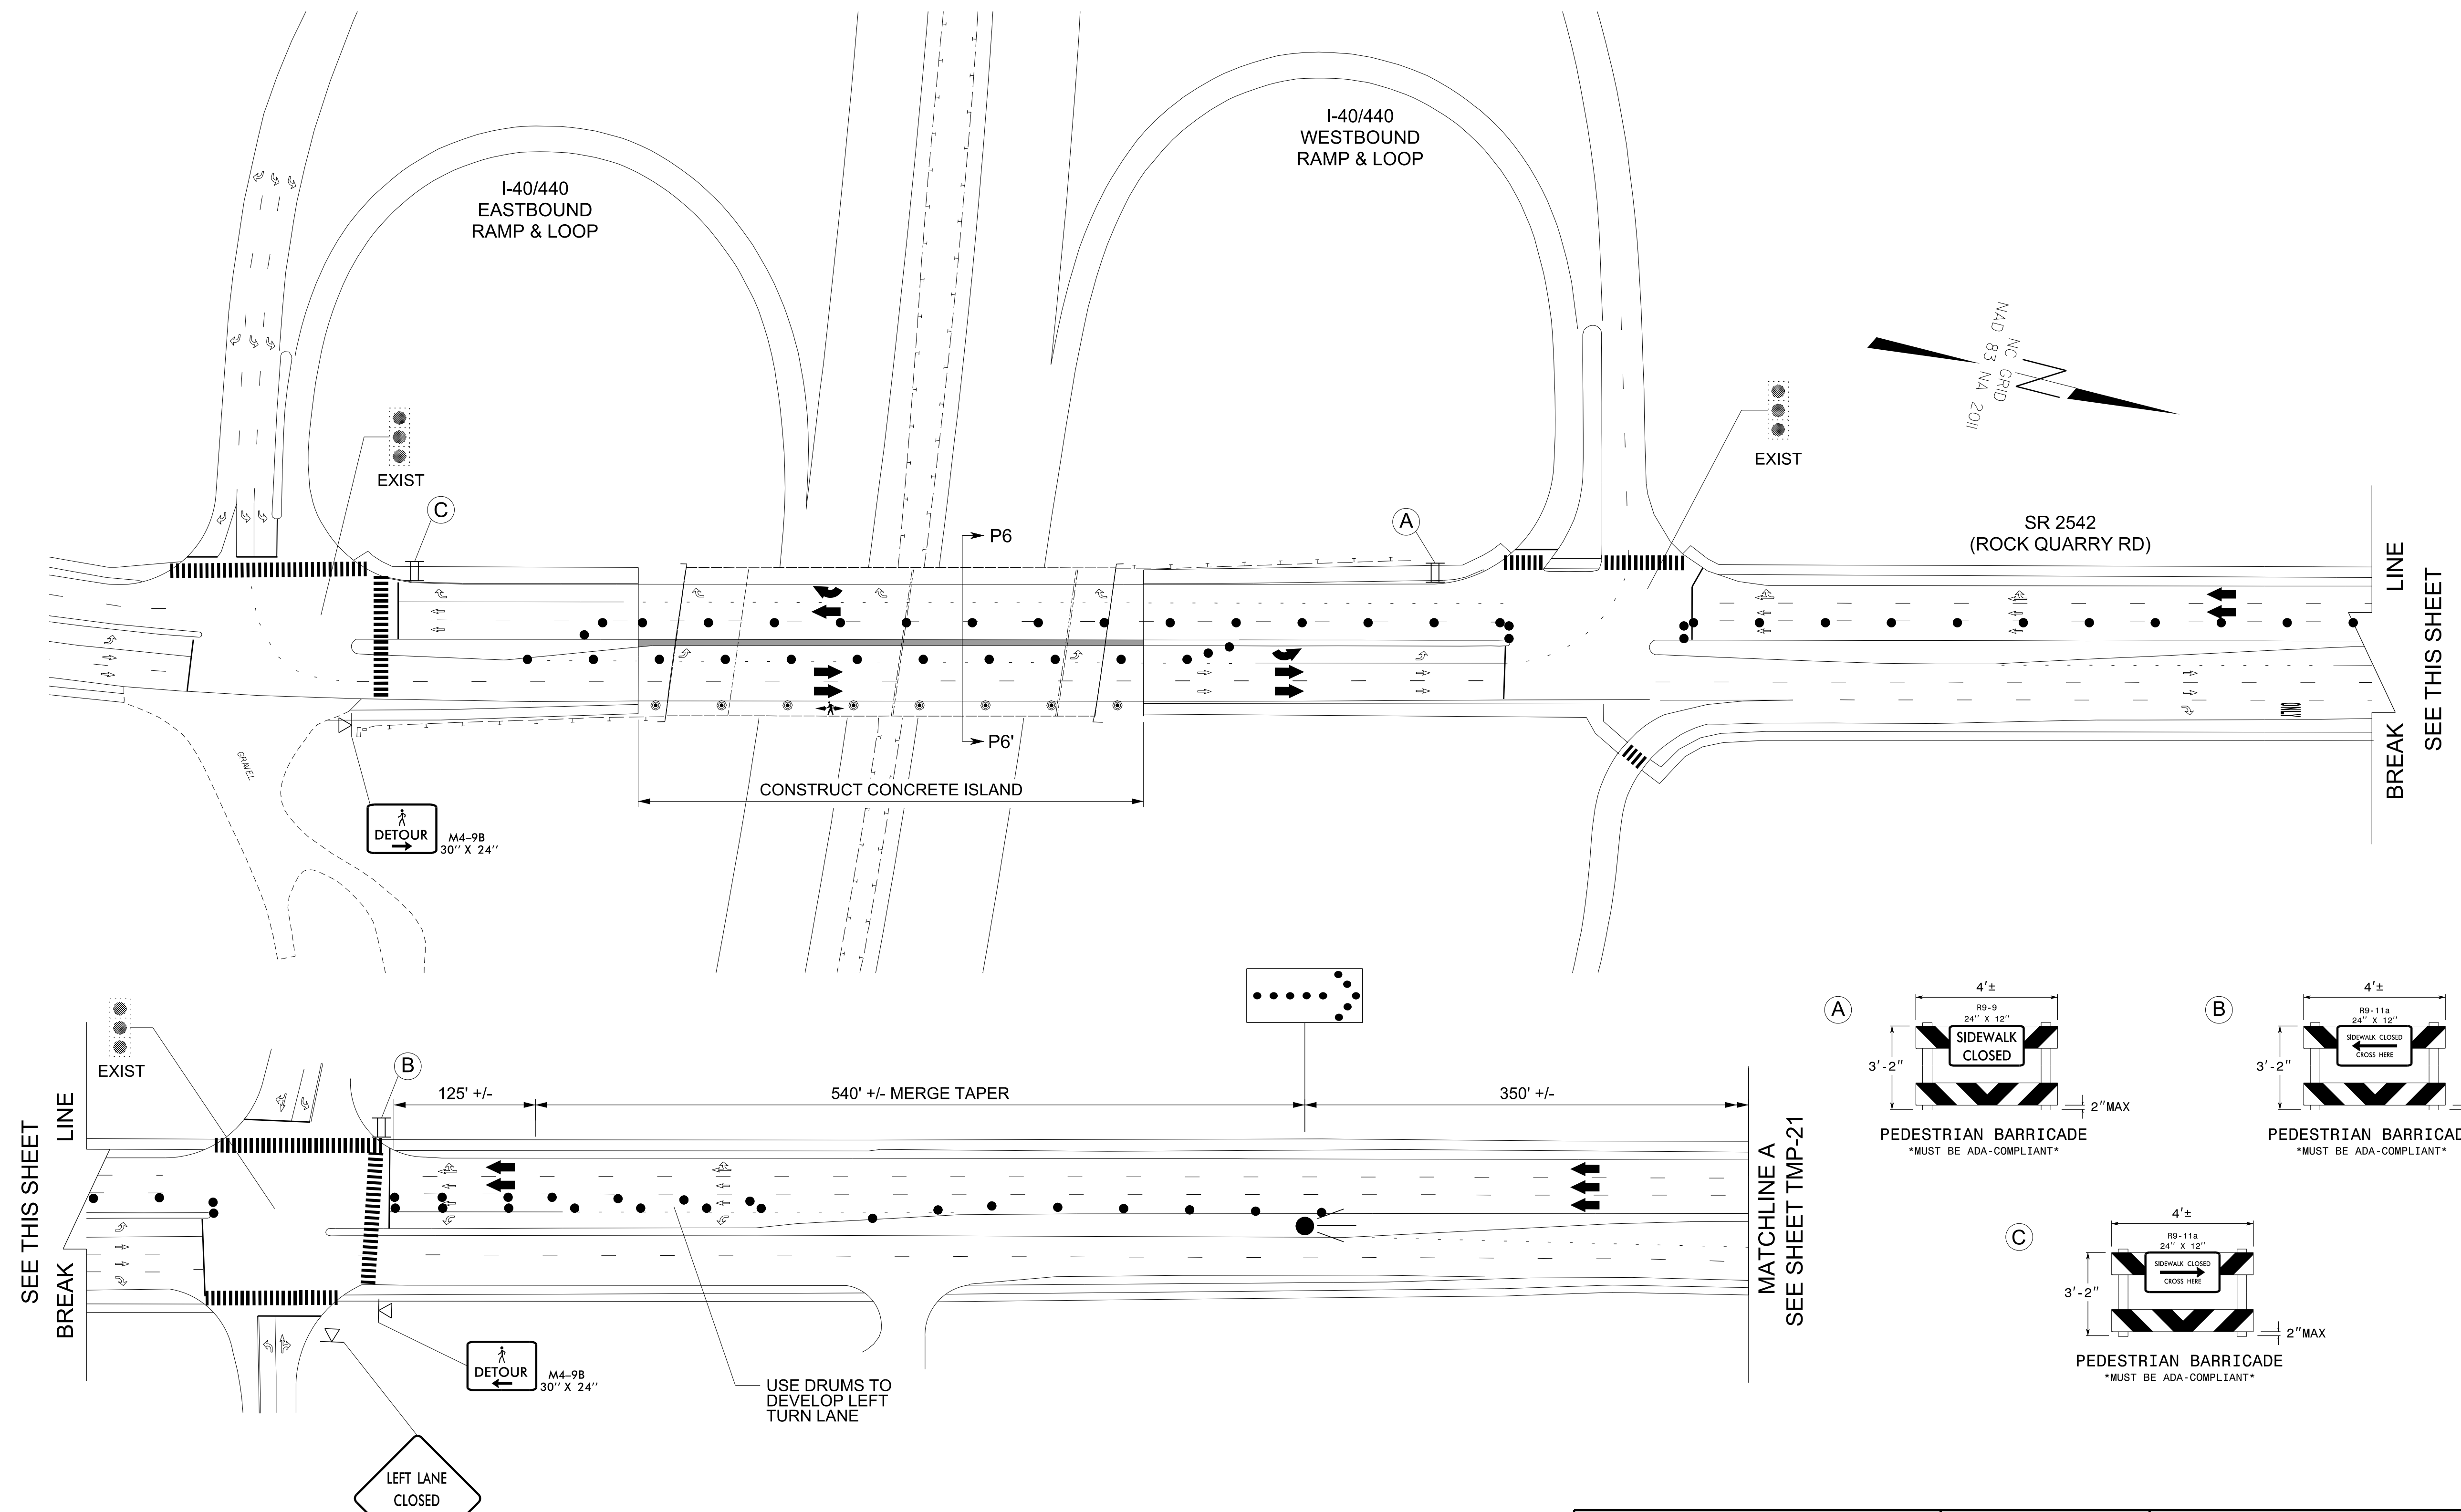 I-40/440
EASTBOUND
RAMP & LOOP
I-40/440
WESTBOUND
RAMP & LOOP
NC GRID
NAD 83 NA 2011
EXIST
EXIST
C
A
P6
P6'
SR 2542
(ROCK QUARRY RD)
BREAK LINE
SEE THIS SHEET
ONLY
GRAVEL
CONSTRUCT CONCRETE ISLAND
DETOUR
M4-9B
30'' X 24''
SEE THIS SHEET
BREAK LINE
EXIST
B
125' +/-
540' +/- MERGE TAPER
350' +/-
MATCHLINE A
SEE SHEET TMP-21
DETOUR
M4-9B
30'' X 24''
USE DRUMS TO
DEVELOP LEFT
TURN LANE
LEFT LANE
CLOSED
A
4'±
R9-9
24'' X 12''
SIDEWALK
CLOSED
3'-2"
2"MAX
PEDESTRIAN BARRICADE
*MUST BE ADA-COMPLIANT*
B
4'±
R9-11a
24'' X 12''
SIDEWALK CLOSED
CROSS HERE
3'-2"
PEDESTRIAN BARRICAD
*MUST BE ADA-COMPLIANT*
C
4'±
R9-11a
24'' X 12''
SIDEWALK CLOSED
CROSS HERE
3'-2"
2"MAX
PEDESTRIAN BARRICADE
*MUST BE ADA-COMPLIANT*